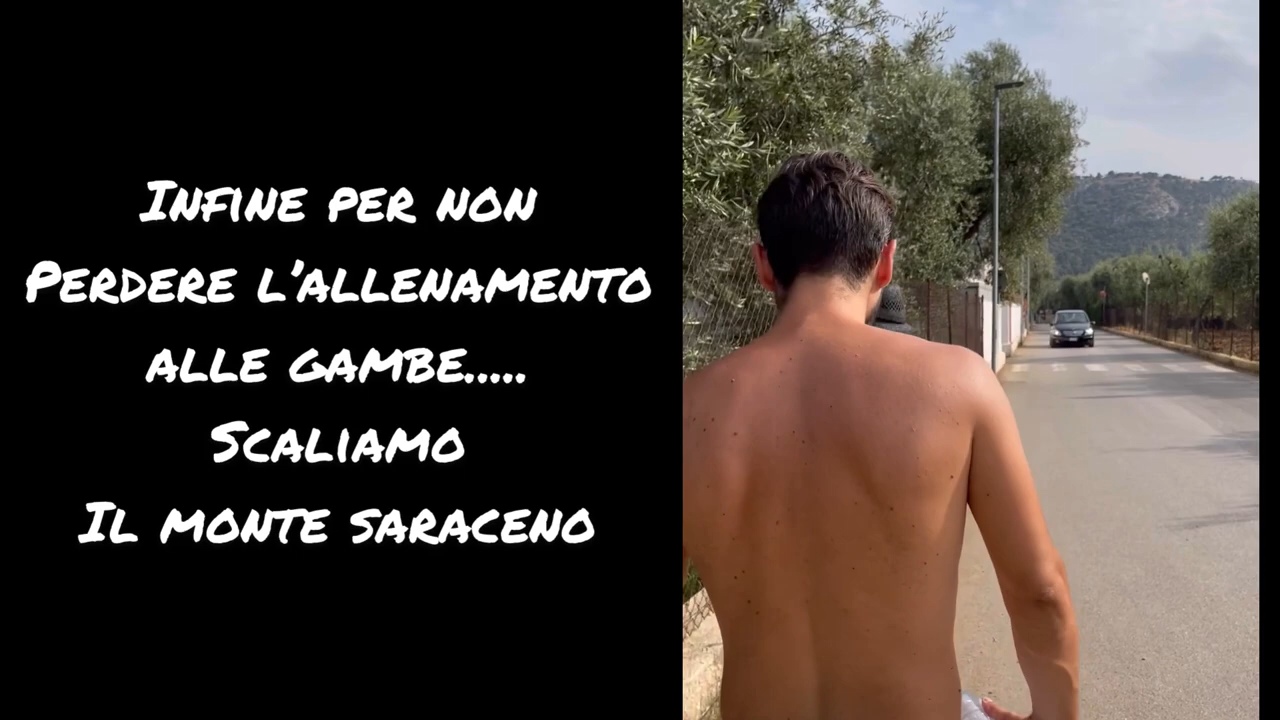 Infine per non
Perdere l'allenamento
alle gambe.....
Scaliamo
Il monte saraceno